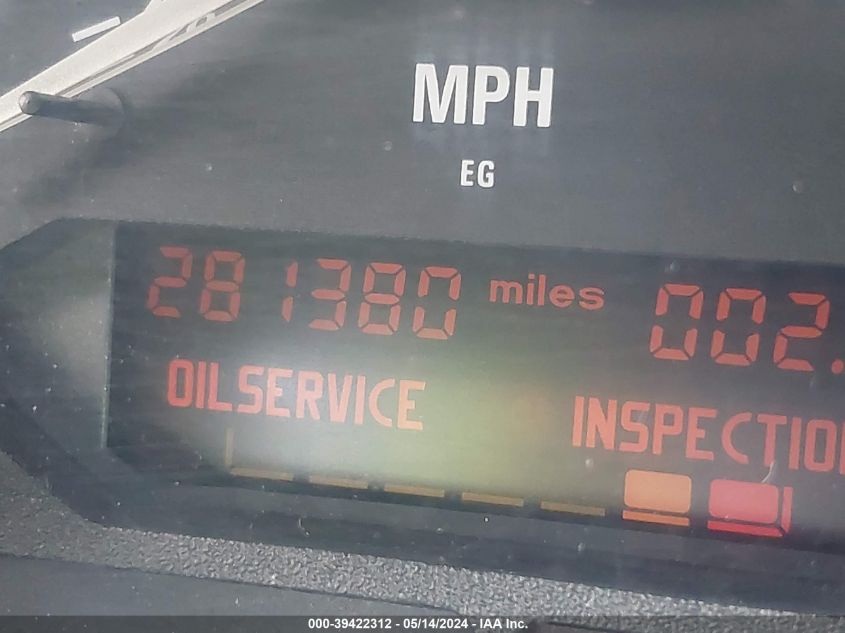 MPH
EG
281380 miles 002.
OILSERVICE INSPECTIO
000-39422312 - 05/14/2024 - IAA Inc.